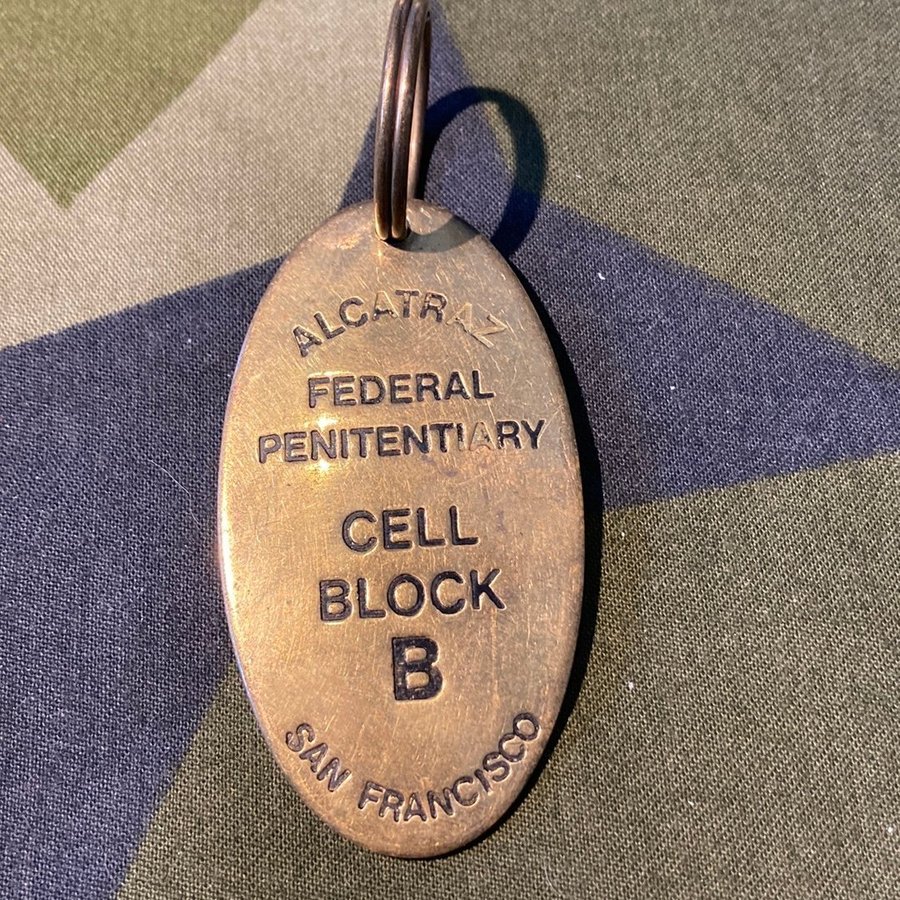 ALCATRAZ
FEDERAL
PENITENTIARY
CELL
BLOCK
B
SAN FRANCISCO